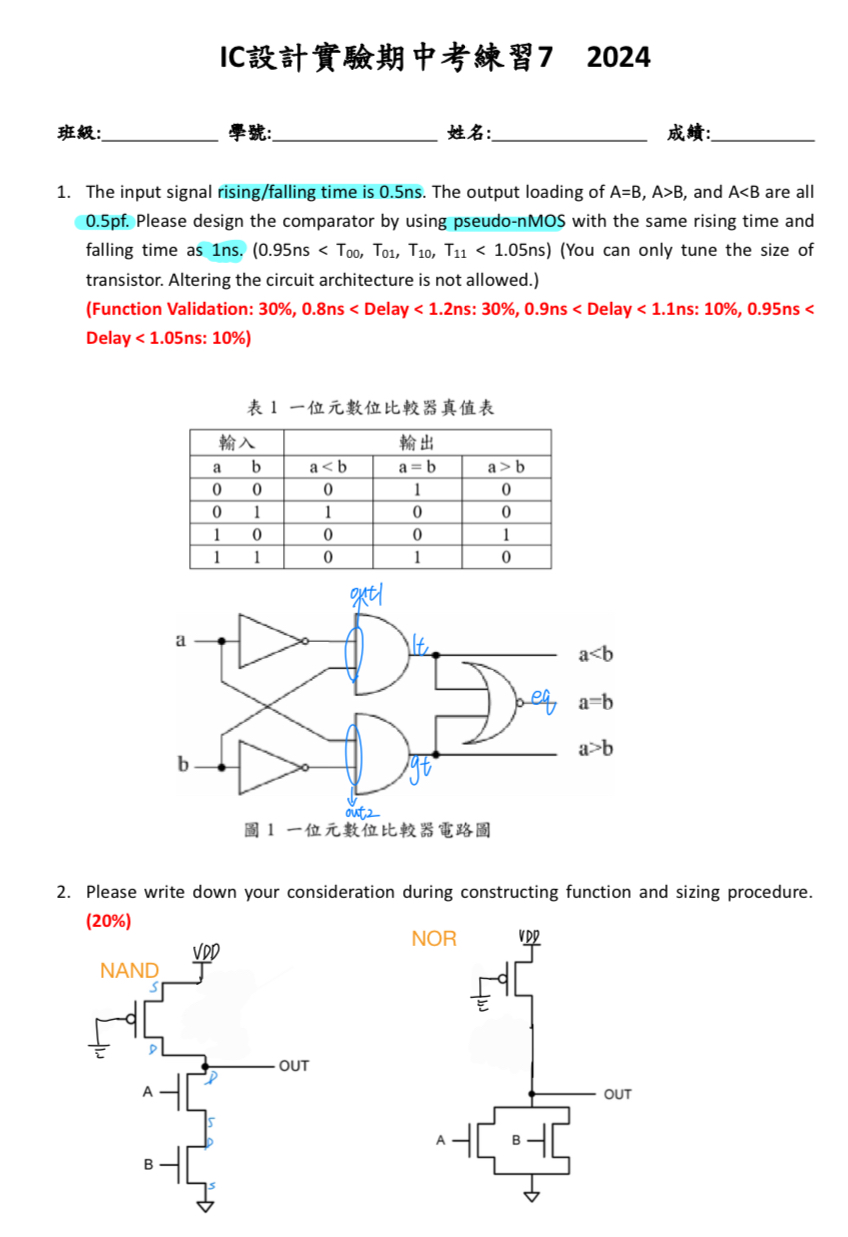 IC設計實驗期中考練習7 2024
班級:____________ 學號:________________ 姓名:________________ 成績:__________
1. The input signal rising/falling time is 0.5ns. The output loading of A=B, A>B, and A<B are all
0.5pf. Please design the comparator by using pseudo-nMOS with the same rising time and
falling time as 1ns. (0.95ns < T00, T01, T10, T11 < 1.05ns) (You can only tune the size of
transistor. Altering the circuit architecture is not allowed.)
(Function Validation: 30%, 0.8ns < Delay < 1.2ns: 30%, 0.9ns < Delay < 1.1ns: 10%, 0.95ns <
Delay < 1.05ns: 10%)
表 1 一位元數位比較器真值表
輸入 輸出
a b a<b a=b a>b
0 0 0 1 0
0 1 1 0 0
1 0 0 0 1
1 1 0 1 0
out1
a lt a<b
eq a=b
b gt a>b
out2
圖 1 一位元數位比較器電路圖
2. Please write down your consideration during constructing function and sizing procedure.
(20%)
NAND
VDD
S
D
OUT
A
D
S
D
B
S
NOR
VDD
OUT
A B